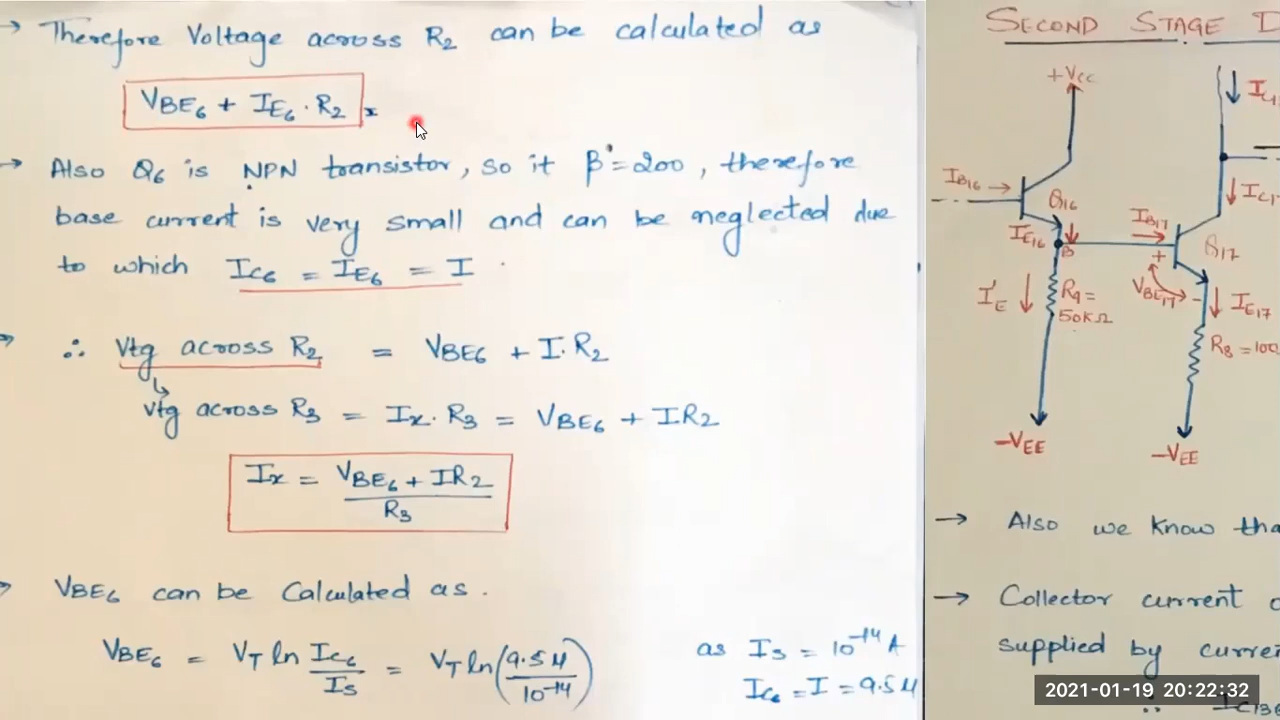 → Therefore Voltage across R₂ can be calculated as
VBE₆ + IE₆ · R₂
→ Also Q₆ is NPN transistor, so it β = 200, therefore
base current is very small and can be neglected due
to which IC₆ = IE₆ = I
∴ Vtg across R₂ = VBE₆ + I·R₂
↳ Vtg across R₃ = Ix · R₃ = VBE₆ + IR₂
Ix = (VBE₆ + IR₂) / R₃
→ VBE₆ can be Calculated as.
VBE₆ = VT ln IC₆/IS = VT ln(9.5μ/10⁻¹⁴) as IS = 10⁻¹⁴ A
IC₆ = I = 9.5μ
SECOND STAGE
+VCC
IB16 →
Q16
IE16
I'E ↓
R9 =
50KΩ
-VEE
IB17
Q17
IC17
+
VBE17
-
IE17
R8 = 100
-VEE
→ Also we know tha
→ Collector current
supplied by curre
2021-01-19 20:22:32